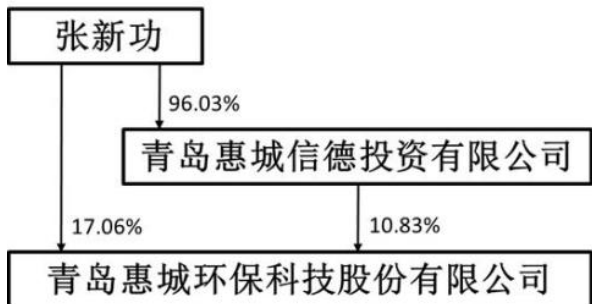 张新功
96.03%
青岛惠城信德投资有限公司
17.06%
10.83%
青岛惠城环保科技股份有限公司